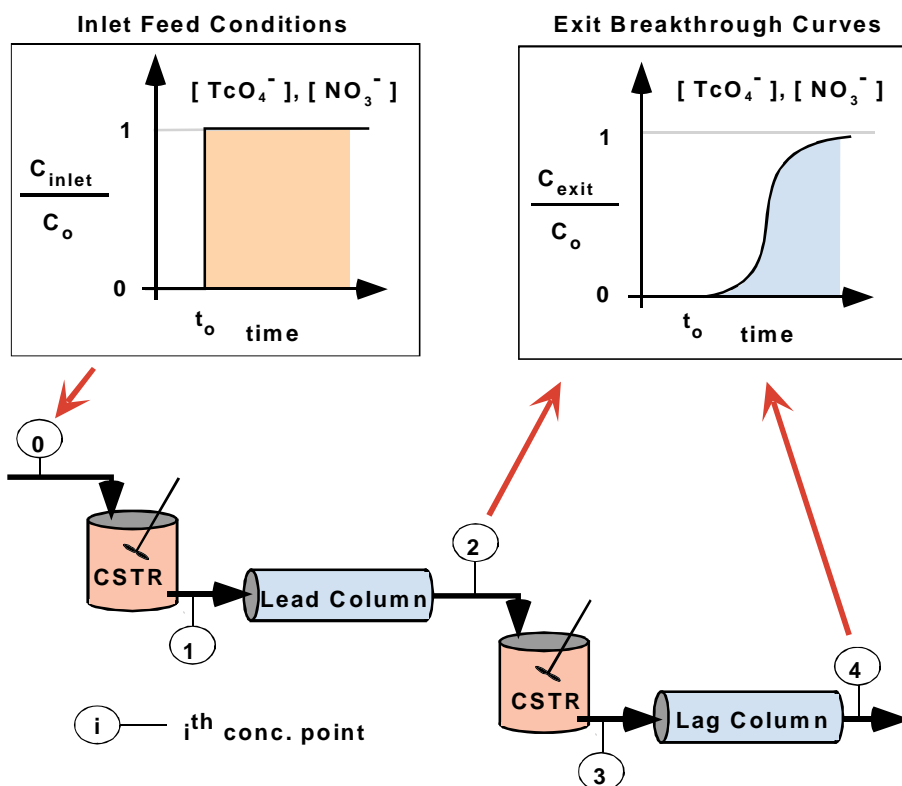 Inlet Feed Conditions
[ TcO4- ], [ NO3- ]
1
Cinlet
Co
0
to
time
Exit Breakthrough Curves
[ TcO4- ], [ NO3- ]
1
Cexit
Co
0
to
time
0
CSTR
1
Lead Column
2
CSTR
3
Lag Column
4
i
ith conc. point